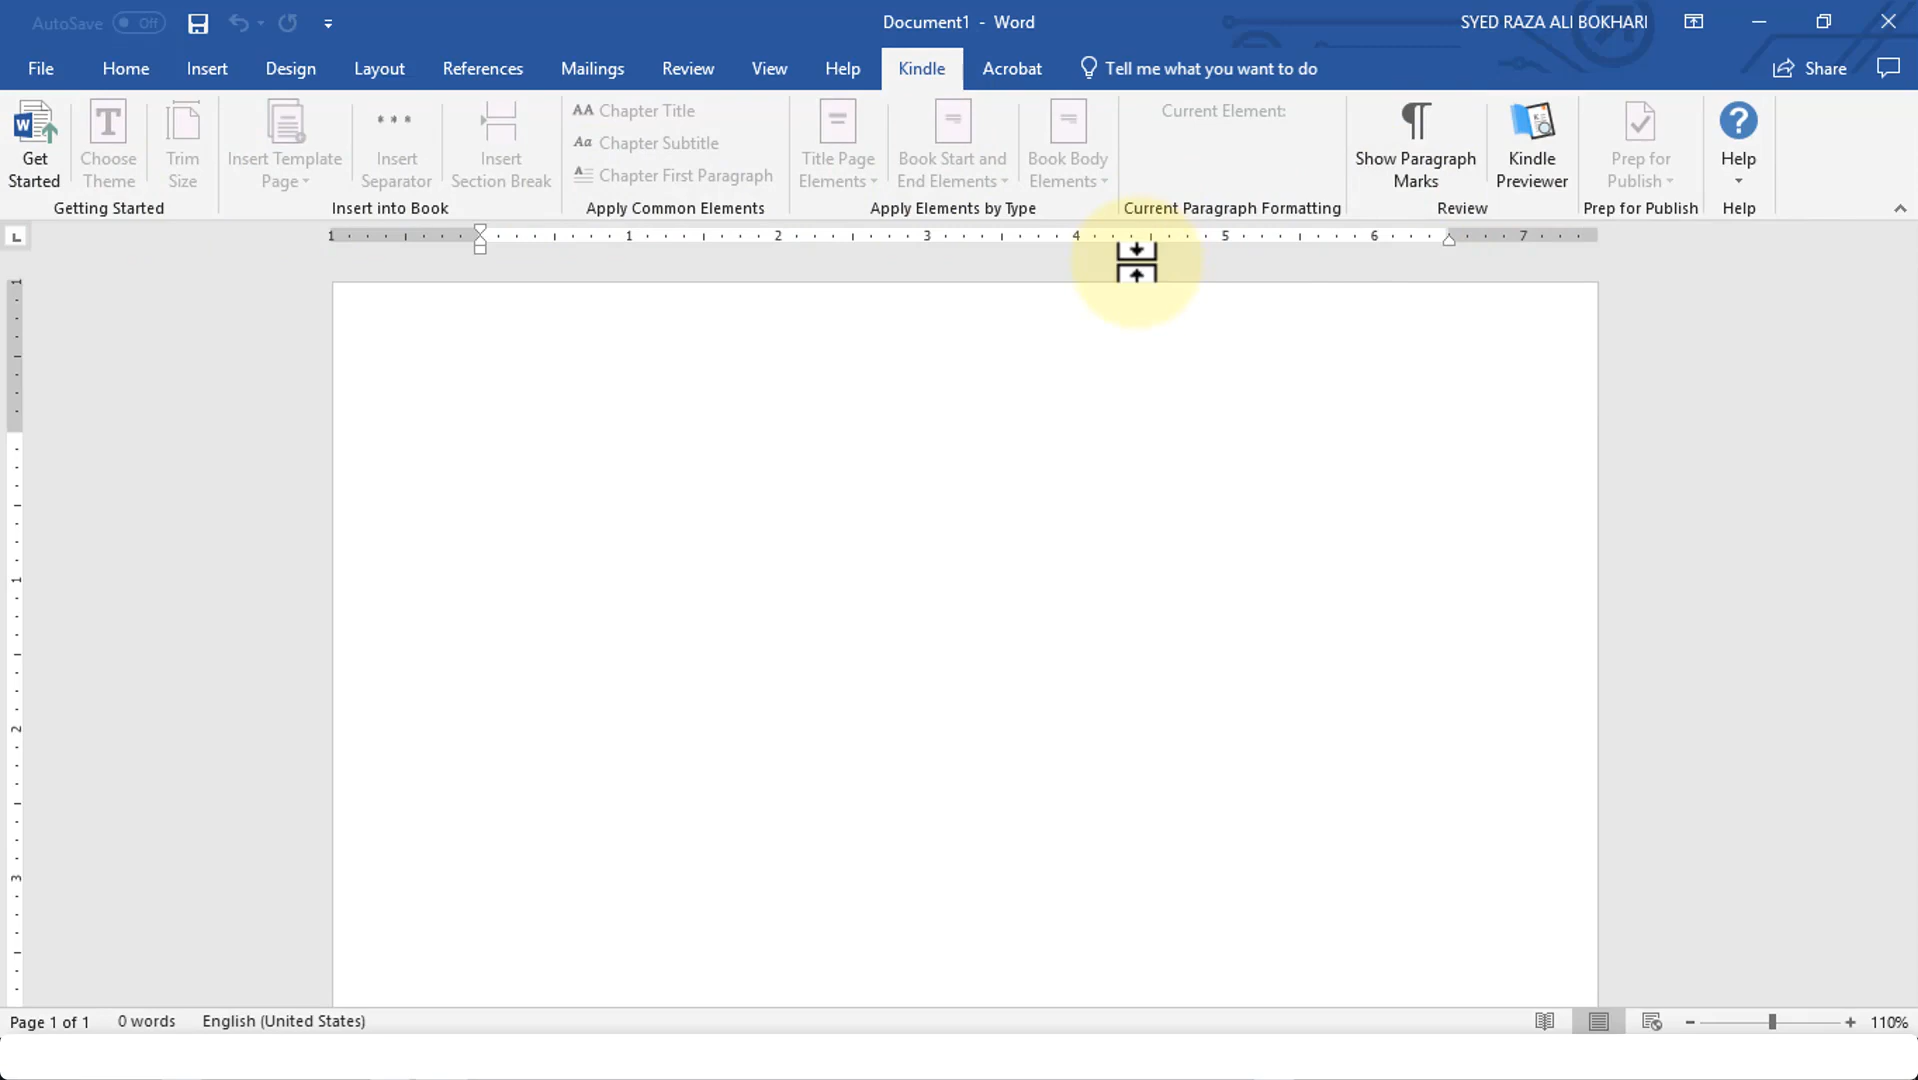 AutoSave Off
Document1 - Word
SYED RAZA ALI BOKHARI
File Home Insert Design Layout References Mailings Review View Help Kindle Acrobat Tell me what you want to do Share
Get Started
Choose Theme
Trim Size
Getting Started
Insert Template Page
Insert Separator
Insert Section Break
Insert into Book
AA Chapter Title
Aa Chapter Subtitle
Chapter First Paragraph
Apply Common Elements
Title Page Elements
Book Start and End Elements
Book Body Elements
Apply Elements by Type
Current Element:
Current Paragraph Formatting
Show Paragraph Marks
Kindle Previewer
Review
Prep for Publish
Prep for Publish
Help
Help
L
1 1 2 3 4 5 6 7
1
1
2
3
Page 1 of 1 0 words English (United States) 110%